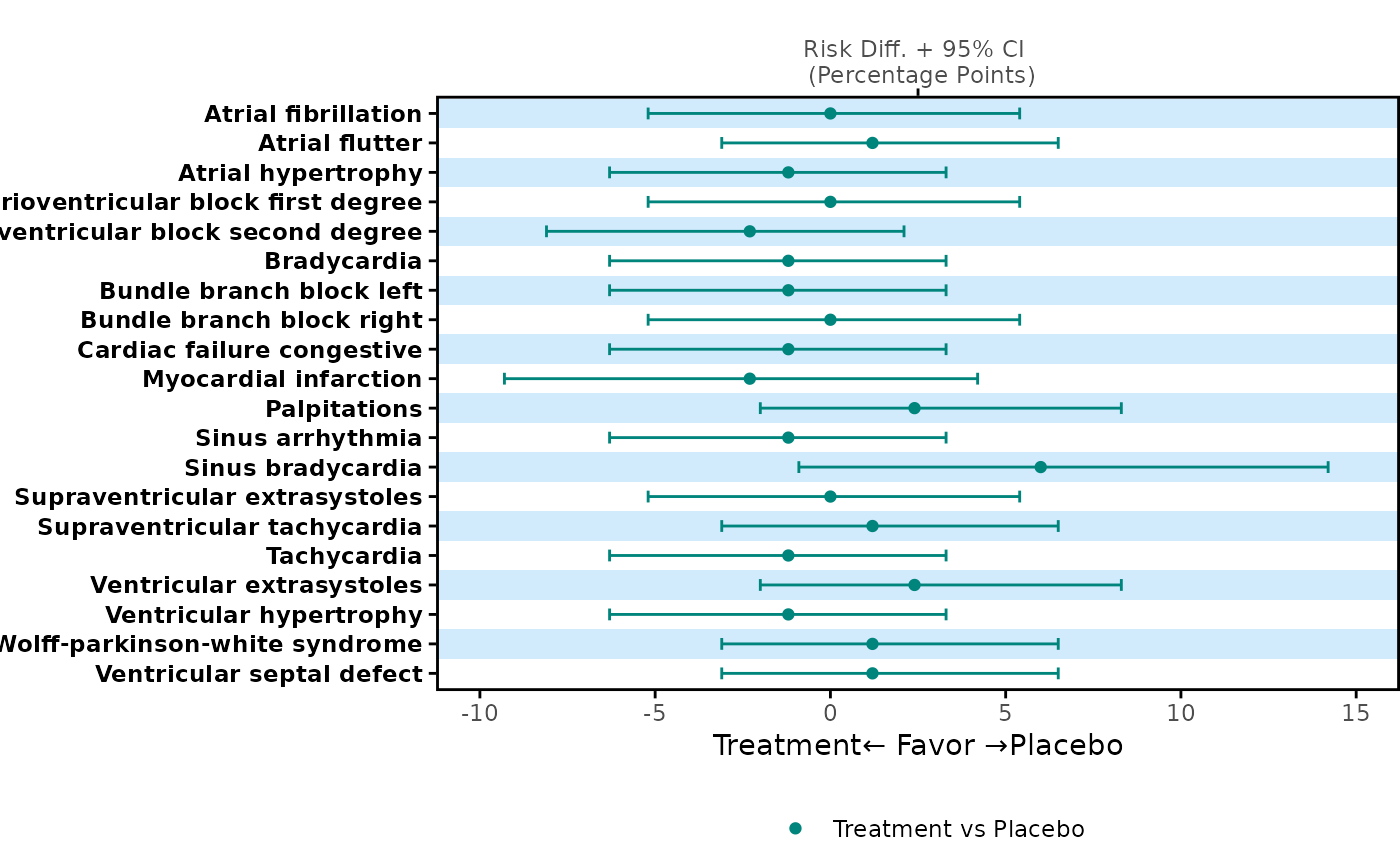 Risk Diff. + 95% CI
(Percentage Points)
Atrial fibrillation
Atrial flutter
Atrial hypertrophy
rioventricular block first degree
ventricular block second degree
Bradycardia
Bundle branch block left
Bundle branch block right
Cardiac failure congestive
Myocardial infarction
Palpitations
Sinus arrhythmia
Sinus bradycardia
Supraventricular extrasystoles
Supraventricular tachycardia
Tachycardia
Ventricular extrasystoles
Ventricular hypertrophy
Wolff-parkinson-white syndrome
Ventricular septal defect
-10 -5 0 5 10 15
Treatment← Favor →Placebo
Treatment vs Placebo